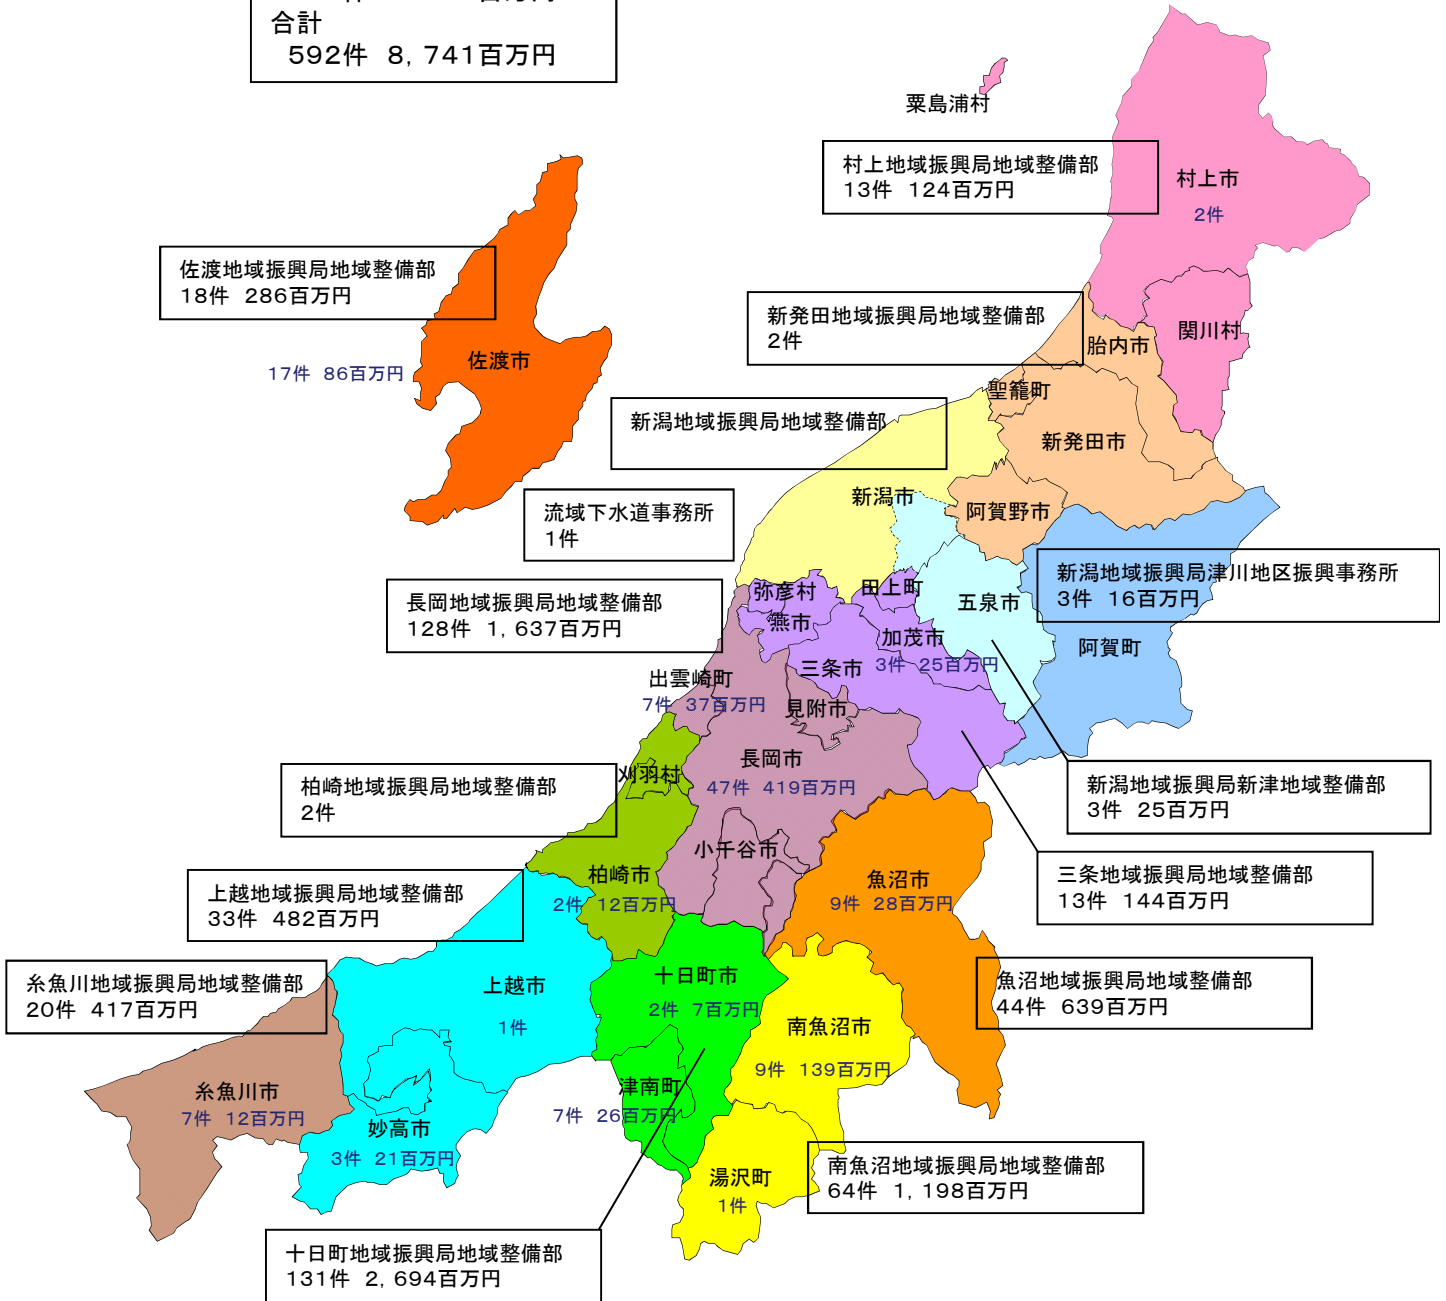 合計
592件 8,741百万円
粟島浦村
村上地域振興局地域整備部
13件 124百万円
村上市
2件
佐渡地域振興局地域整備部
18件 286百万円
佐渡市
17件 86百万円
新発田地域振興局地域整備部
2件
関川村
胎内市
聖籠町
新発田市
新潟地域振興局地域整備部
新潟市
阿賀野市
流域下水道事務所
1件
新潟地域振興局津川地区振興事務所
3件 16百万円
阿賀町
長岡地域振興局地域整備部
128件 1,637百万円
弥彦村
田上町
五泉市
燕市
加茂市
3件 25百万円
三条市
出雲崎町
7件 37百万円
見附市
長岡市
47件 419百万円
刈羽村
柏崎地域振興局地域整備部
2件
新潟地域振興局新津地域整備部
3件 25百万円
小千谷市
三条地域振興局地域整備部
13件 144百万円
柏崎市
2件 12百万円
魚沼市
9件 28百万円
上越地域振興局地域整備部
33件 482百万円
糸魚川地域振興局地域整備部
20件 417百万円
上越市
1件
十日町市
2件 7百万円
魚沼地域振興局地域整備部
44件 639百万円
南魚沼市
9件 139百万円
糸魚川市
7件 12百万円
津南町
7件 26百万円
妙高市
3件 21百万円
湯沢町
1件
南魚沼地域振興局地域整備部
64件 1,198百万円
十日町地域振興局地域整備部
131件 2,694百万円